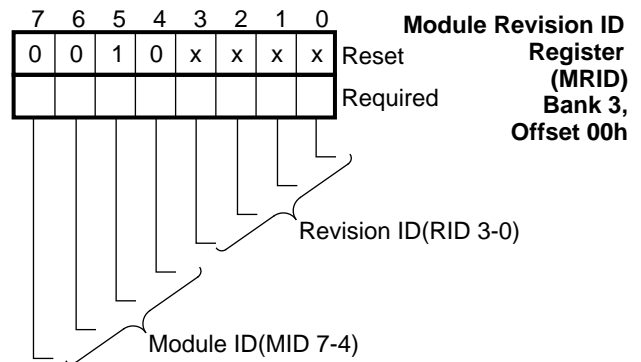 7 6 5 4 3 2 1 0
Module Revision ID
Register
(MRID)
Bank 3,
Offset 00h
0 0 1 0 x x x x Reset
Required
Revision ID(RID 3-0)
Module ID(MID 7-4)